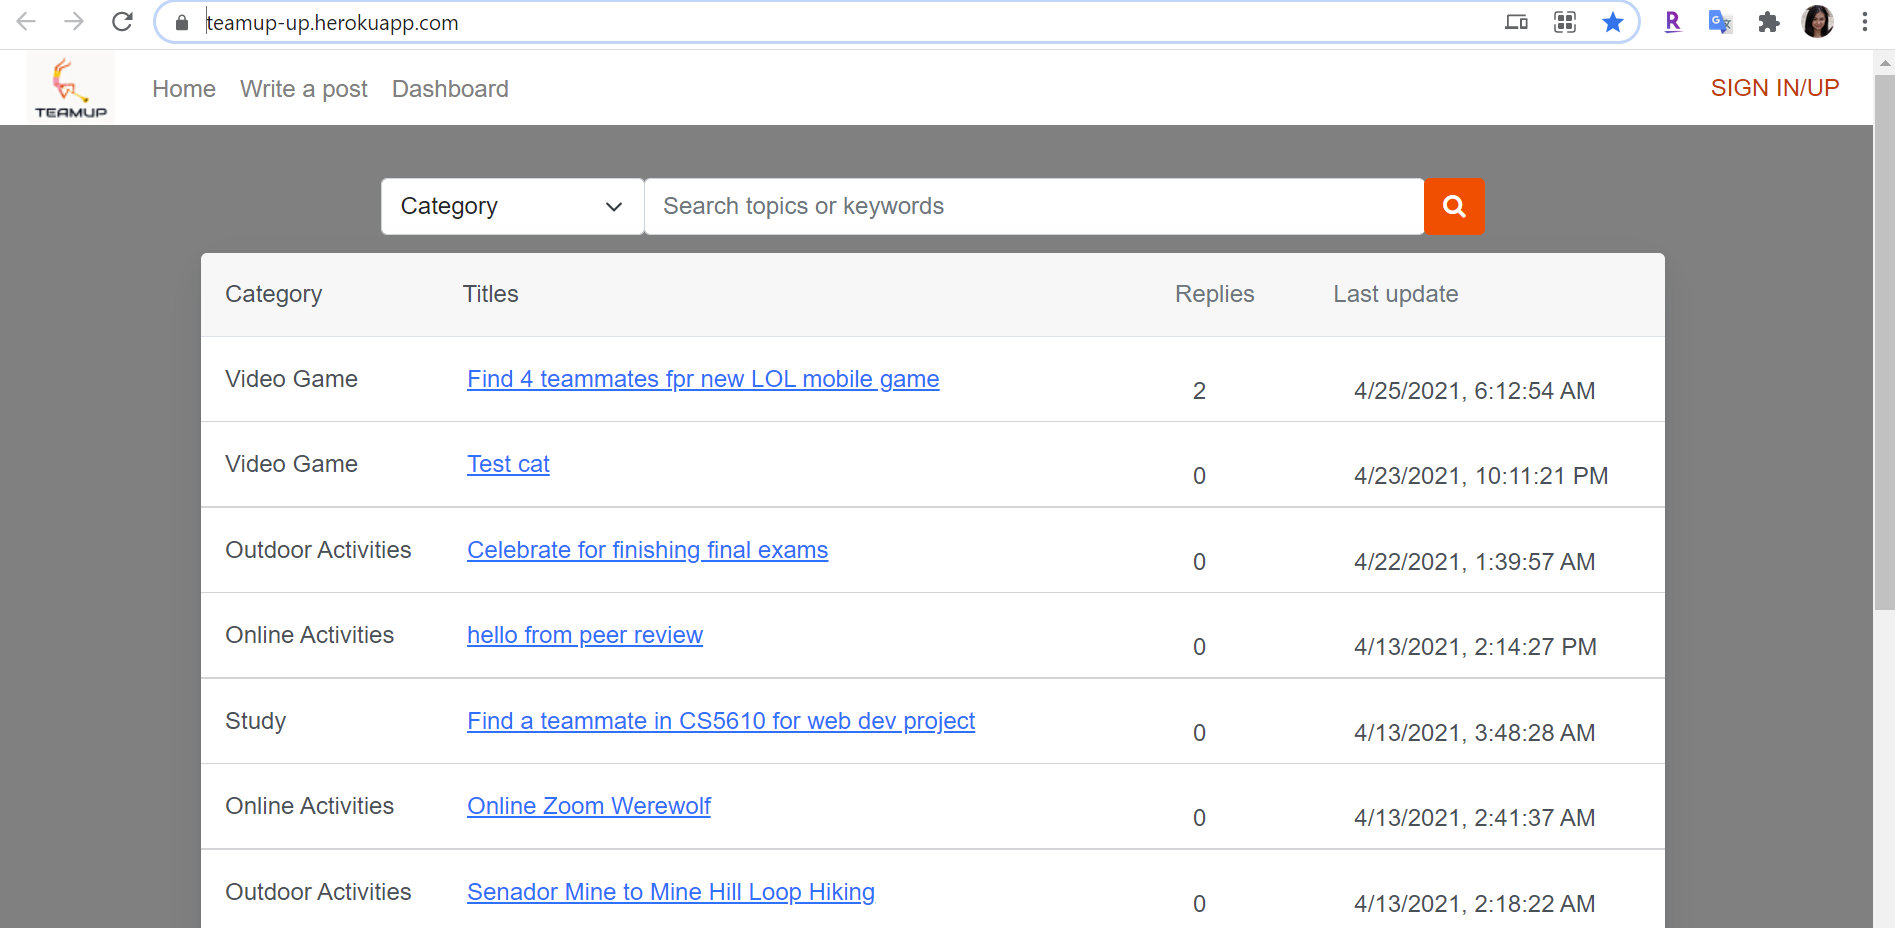 teamup-up.herokuapp.com
R
G
TEAMUP
Home Write a post Dashboard SIGN IN/UP
Category Search topics or keywords
Category Titles Replies Last update
Video Game Find 4 teammates fpr new LOL mobile game 2 4/25/2021, 6:12:54 AM
Video Game Test cat 0 4/23/2021, 10:11:21 PM
Outdoor Activities Celebrate for finishing final exams 0 4/22/2021, 1:39:57 AM
Online Activities hello from peer review 0 4/13/2021, 2:14:27 PM
Study Find a teammate in CS5610 for web dev project 0 4/13/2021, 3:48:28 AM
Online Activities Online Zoom Werewolf 0 4/13/2021, 2:41:37 AM
Outdoor Activities Senador Mine to Mine Hill Loop Hiking 0 4/13/2021, 2:18:22 AM